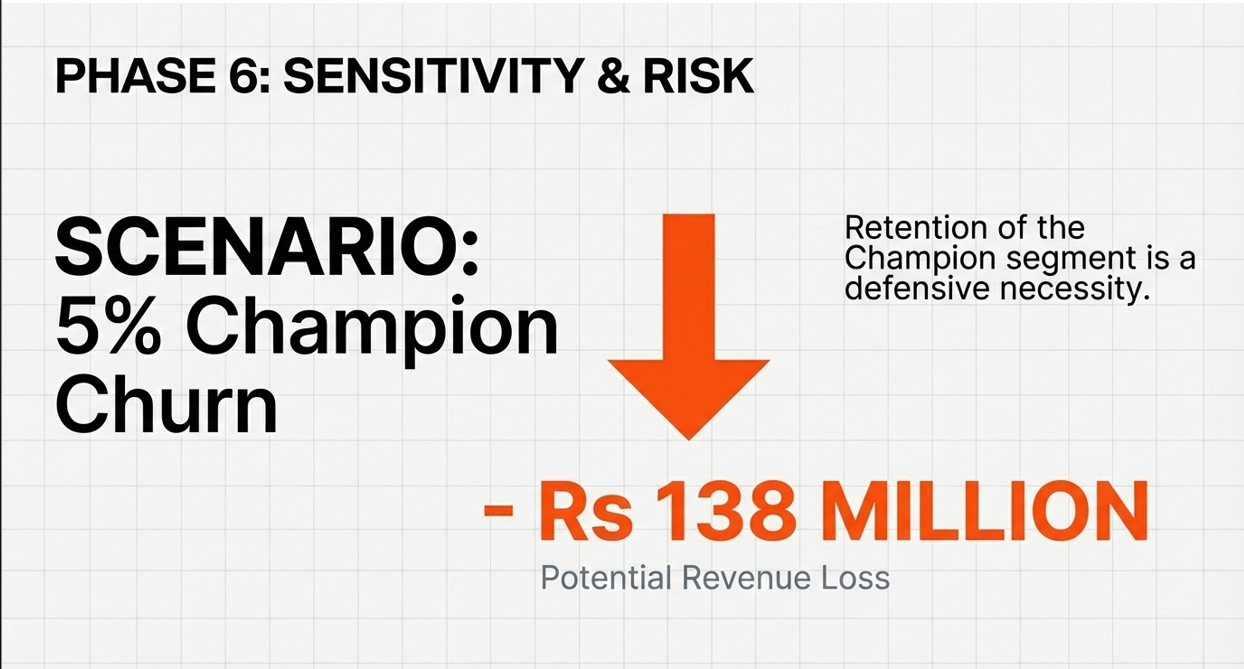 PHASE 6: SENSITIVITY & RISK
SCENARIO:
5% Champion
Churn
Retention of the
Champion segment is a
defensive necessity.
- Rs 138 MILLION
Potential Revenue Loss